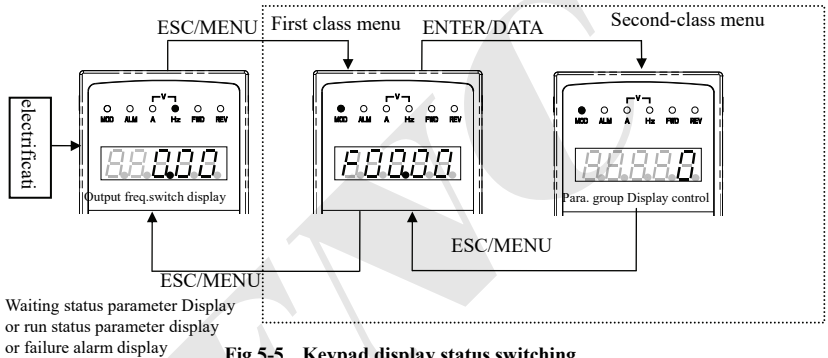 ESC/MENU
First class menu
ENTER/DATA
Second-class menu
electrificati
V
MOD ALM A Hz FWD REV
0.00
Output freq.switch display
V
MOD ALM A Hz FWD REV
F00.00
V
MOD ALM A Hz FWD REV
0
Para. group Display control
ESC/MENU
ESC/MENU
Waiting status parameter Display
or run status parameter display
or failure alarm display
Fig 5-5 Keypad display status switching